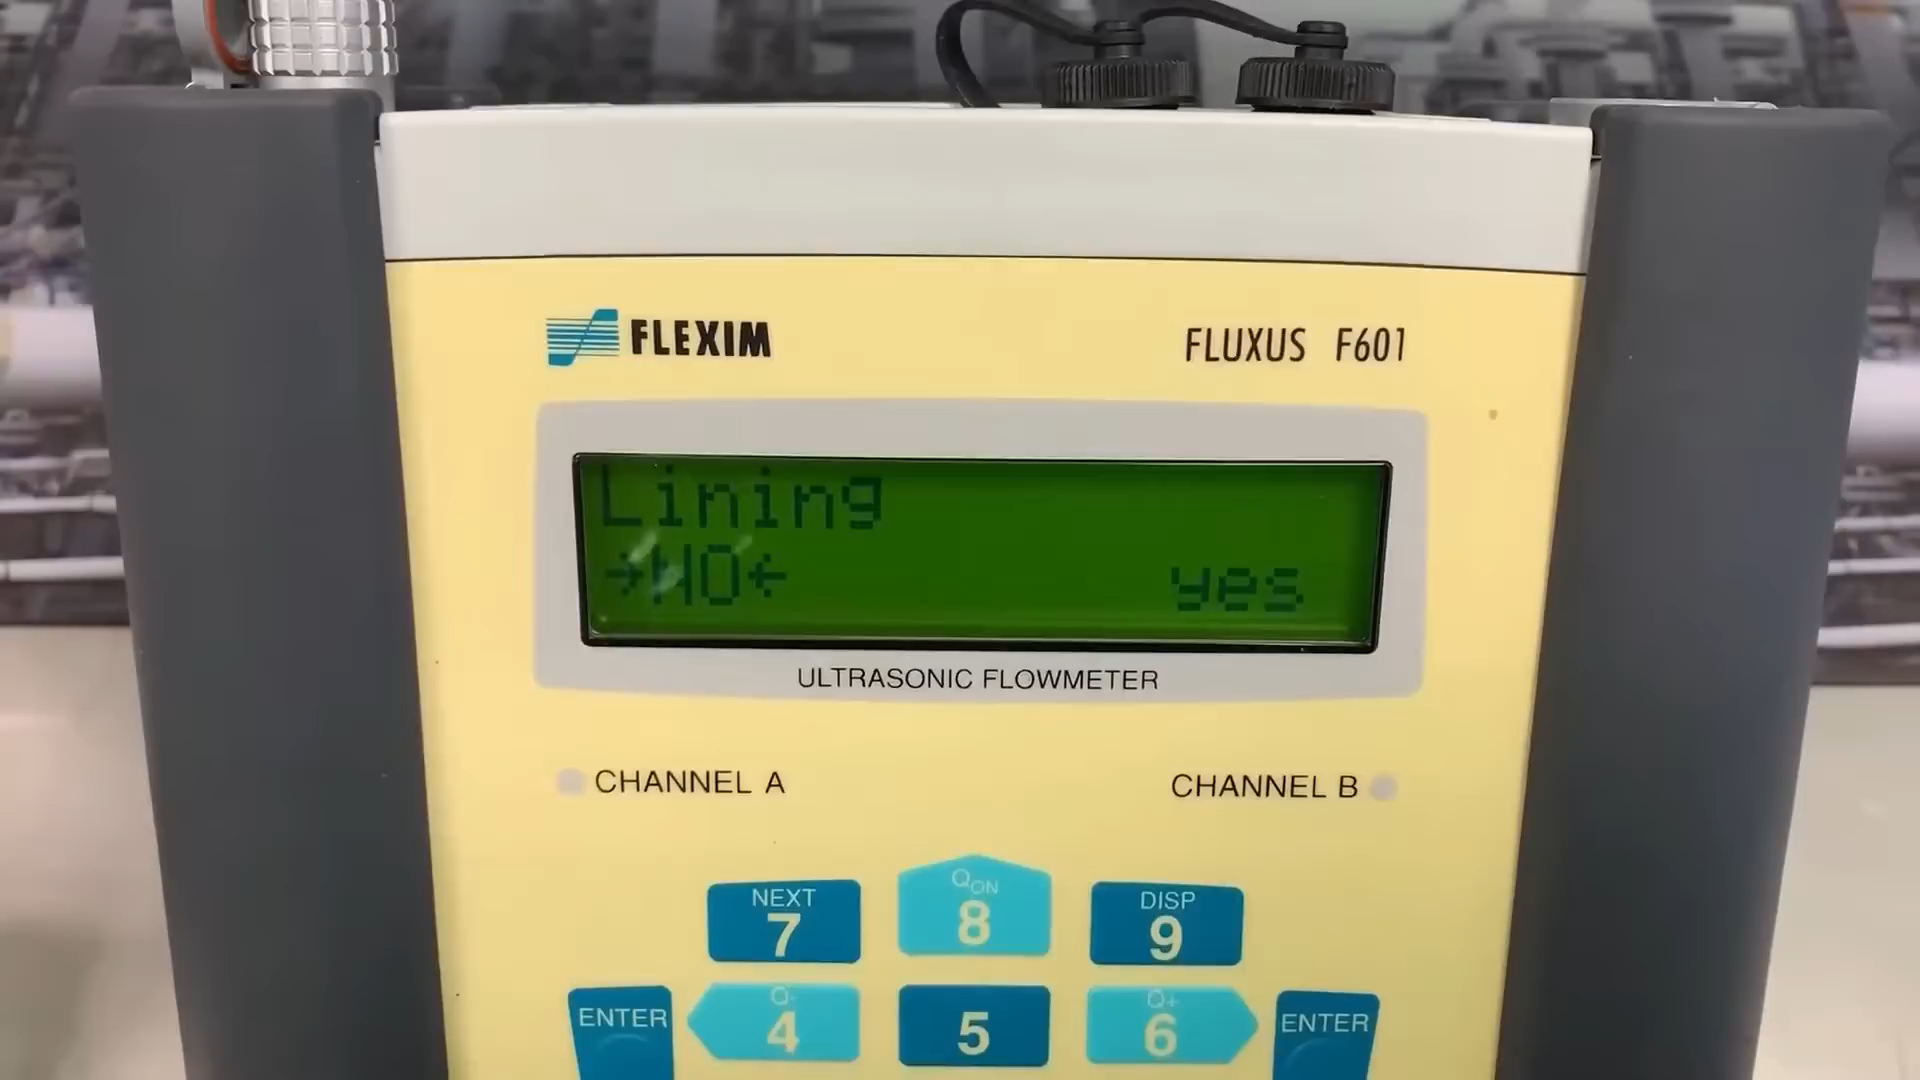 FLEXIM
FLUXUS F601
Lining
→NO← yes
ULTRASONIC FLOWMETER
CHANNEL A
CHANNEL B
NEXT
7
QON
8
DISP
9
ENTER
Q-
4
5
Q+
6
ENTER